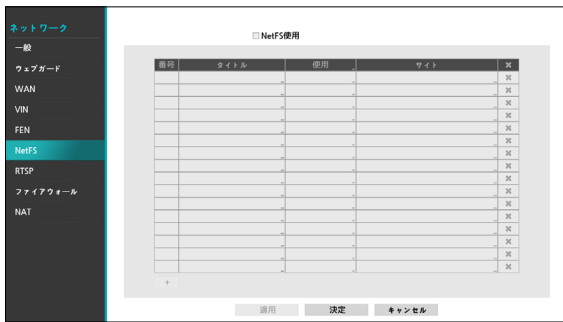 ネットワーク
一般
ウェブガード
WAN
VIN
FEN
NetFS
RTSP
ファイアウォール
NAT
NetFS使用
番号 タイトル 使用 サイト
+
適用 決定 キャンセル